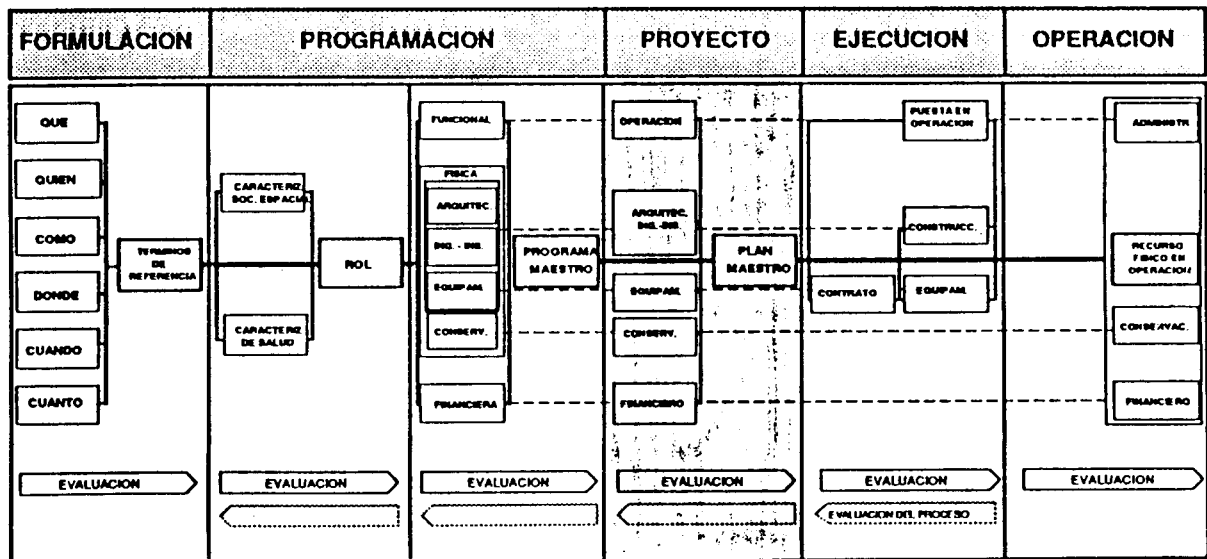 FORMULACION
PROGRAMACION
PROYECTO
EJECUCION
OPERACION
QUE
QUIEN
COMO
DONDE
CUANDO
CUANTO
TERMINOS
DE
REFERENCIA
EVALUACION
CARACTERIZ.
SOC. ESPACIAL
CARACTERIZ.
DE SALUD
ROL
EVALUACION
FUNCIONAL
FISICA
ARQUITEC.
ING. - INS.
EQUIPAM.
CONSERV.
FINANCIERA
PROGRAMA
MAESTRO
EVALUACION
OPERACION
ARQUITEC.
ING.-INS.
EQUIPAM.
CONSERV.
FINANCIERO
PLAN
MAESTRO
EVALUACION
PUESTA EN
OPERACION
CONSTRUCC.
CONTRATO
EQUIPAM.
EVALUACION
EVALUACION DEL PROCESO
ADMINISTR.
RECURSO
FISICO EN
OPERACION
CONSERVAC.
FINANCIERO
EVALUACION